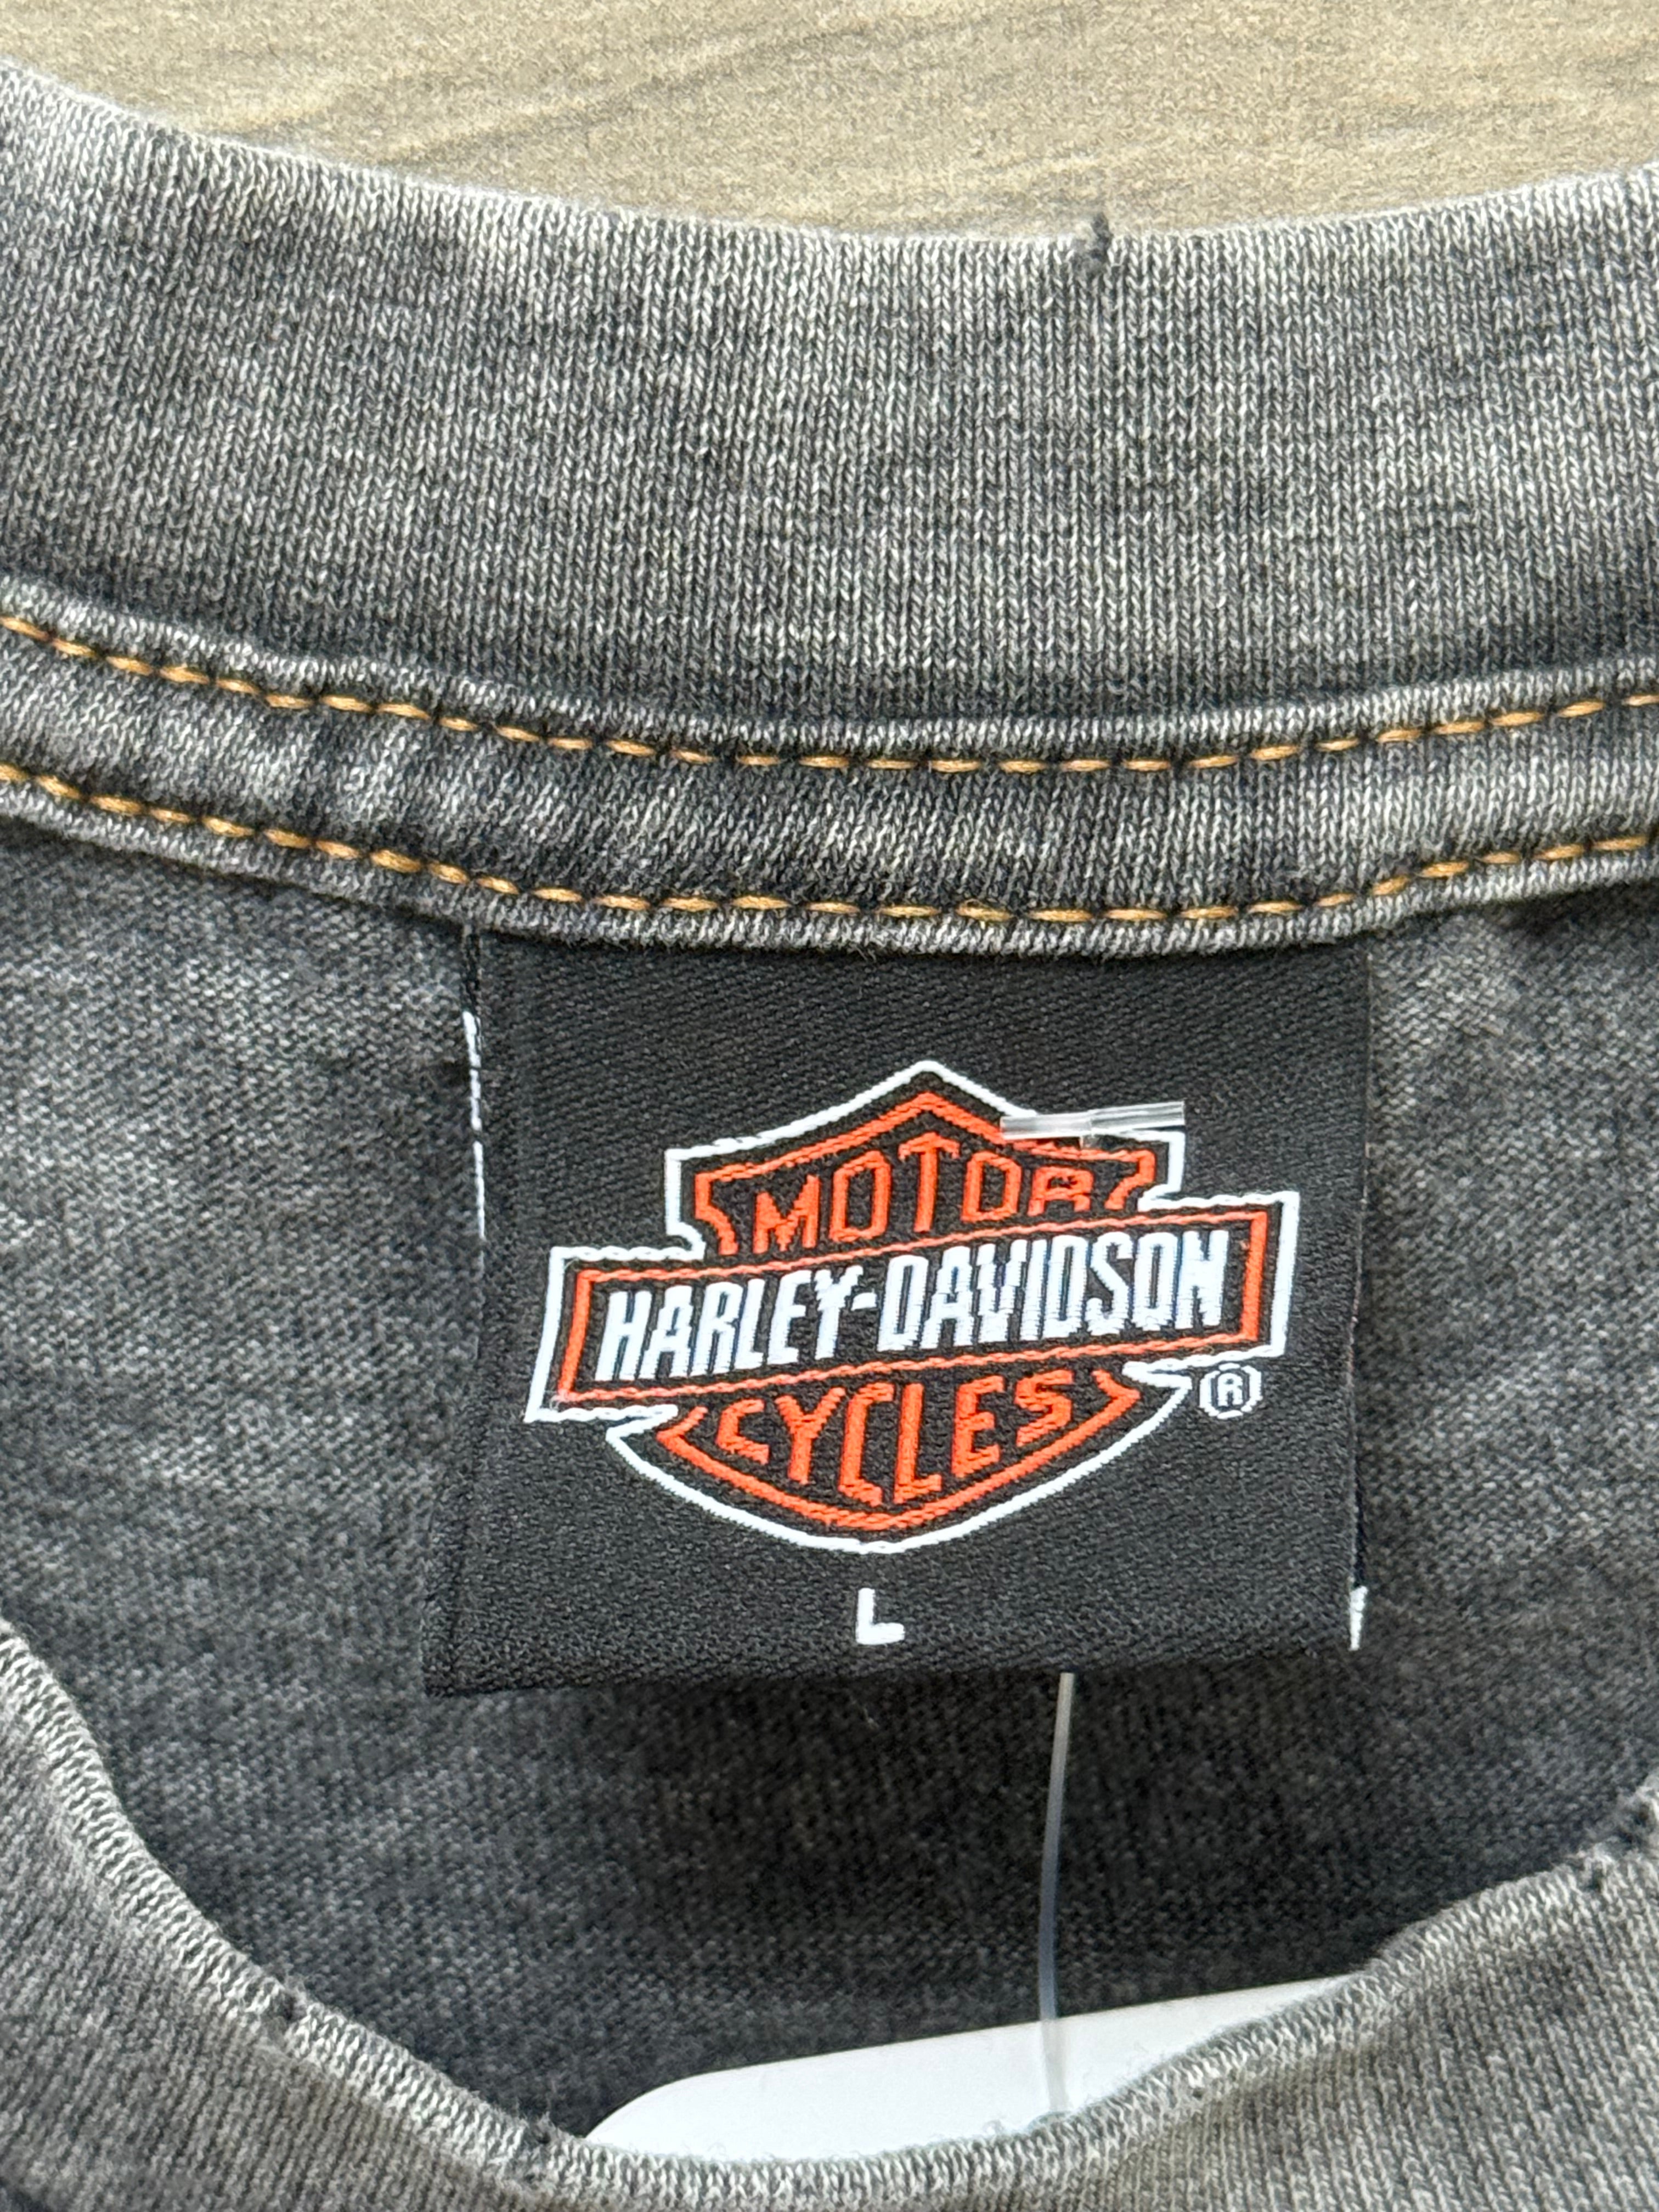 MOTOR
HARLEY-DAVIDSON
CYCLES
®
L